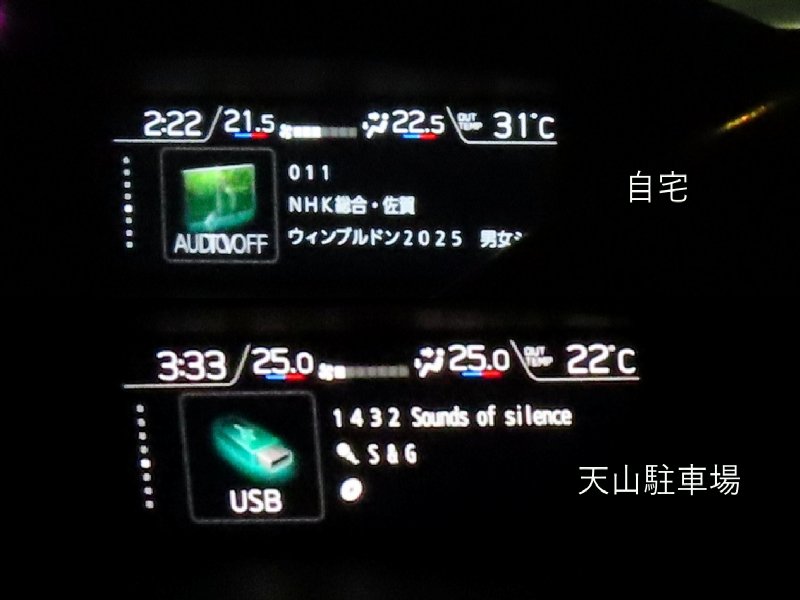 2:22 21.5 22.5 OUT TEMP 31℃
011
自宅
NHK総合・佐賀
ウィンブルドン2025 男女シ
3:33 25.0 25.0 OUT TEMP 22℃
1432 Sounds of silence
S&G
天山駐車場
USB